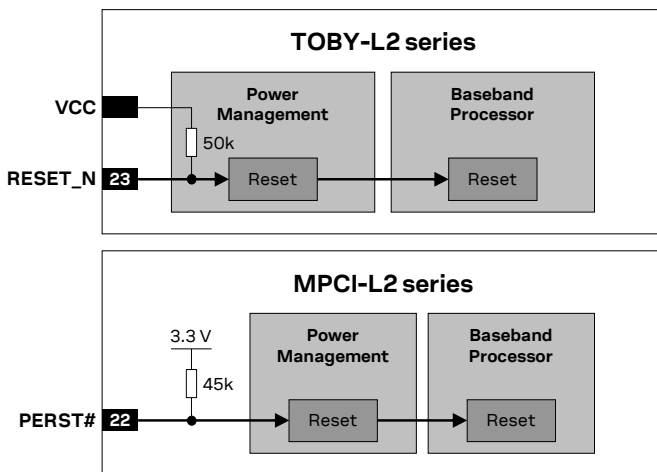 TOBY-L2 series
Power
Management
Baseband
Processor
VCC
50k
RESET_N 23
Reset
Reset
MPCI-L2 series
3.3 V
Power
Management
Baseband
Processor
45k
PERST# 22
Reset
Reset